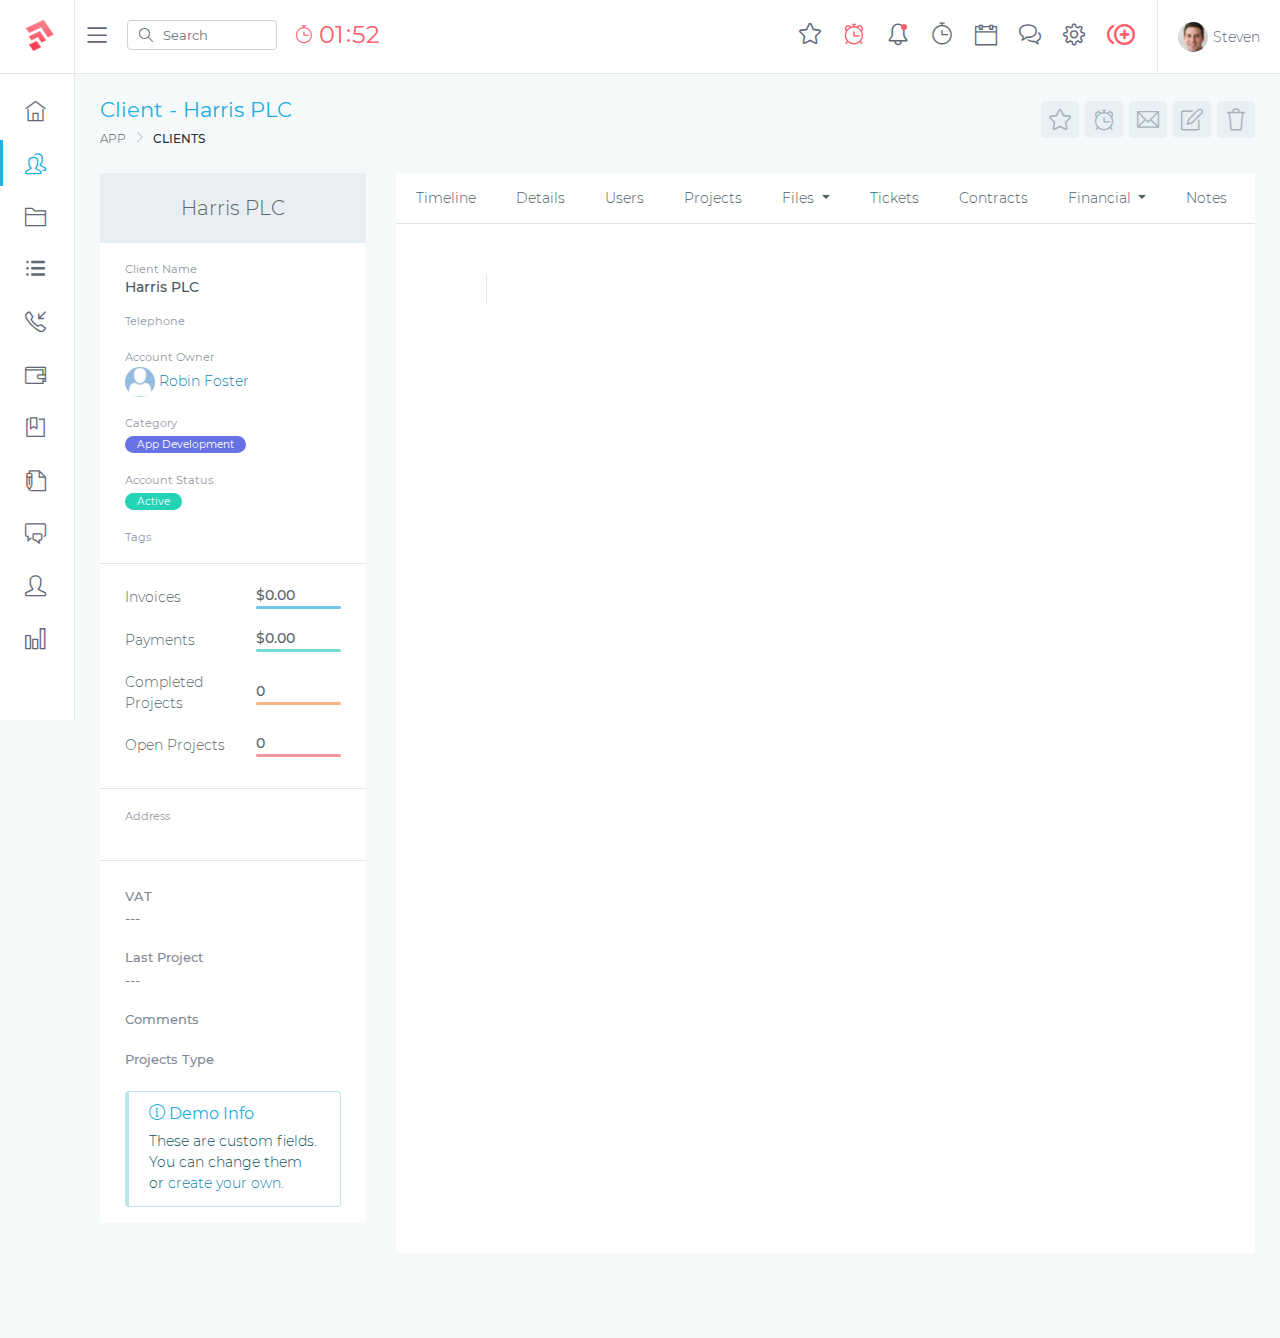 Search
01:52
Steven
Client - Harris PLC
APP
CLIENTS
Harris PLC
Timeline
Details
Users
Projects
Files
Tickets
Contracts
Financial
Notes
Client Name
Harris PLC
Telephone
Account Owner
Robin Foster
Category
App Development
Account Status
Active
Tags
Invoices
$0.00
Payments
$0.00
Completed
Projects
0
Open Projects
0
Address
VAT
---
Last Project
---
Comments
Projects Type
Demo Info
These are custom fields.
You can change them
or create your own.